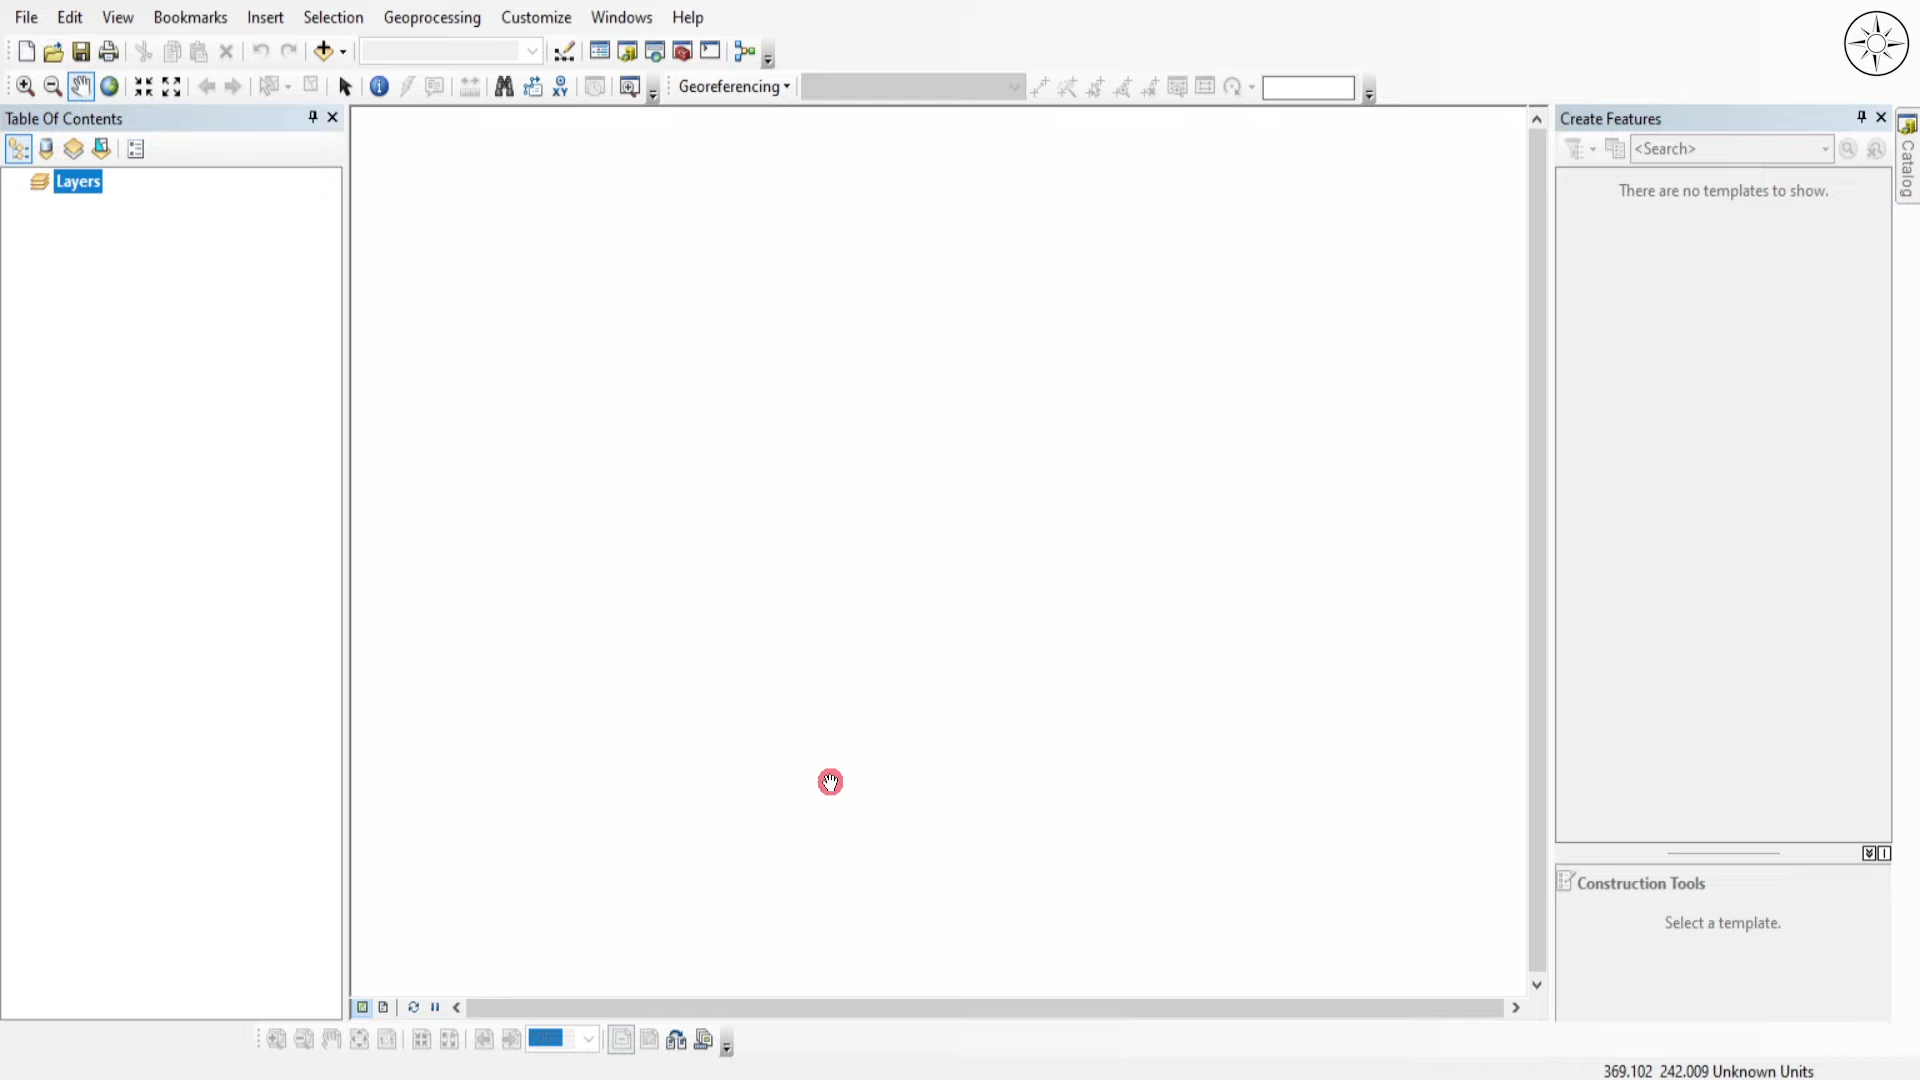 File Edit View Bookmarks Insert Selection Geoprocessing Customize Windows Help
Georeferencing
Table Of Contents
Layers
Create Features
<Search>
There are no templates to show.
Catalog
Construction Tools
Select a template.
369.102 242.009 Unknown Units